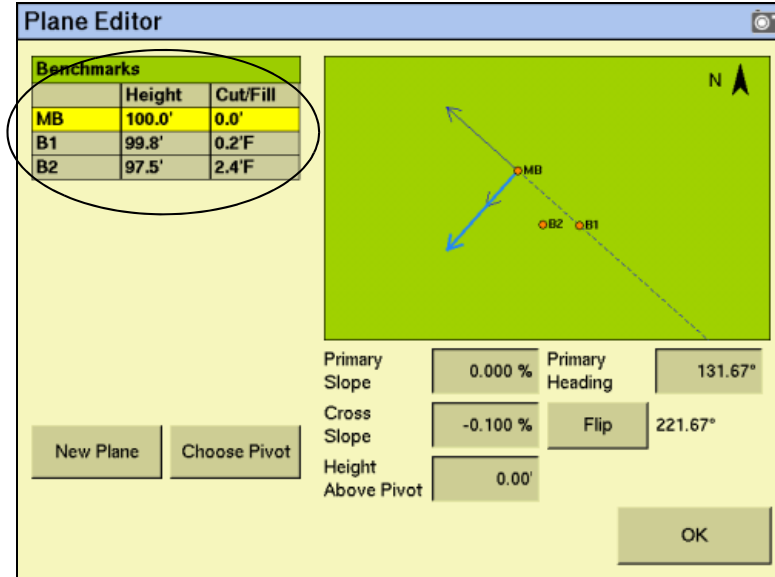 Plane Editor
Benchmarks
Height Cut/Fill
MB 100.0' 0.0'
B1 99.8' 0.2'F
B2 97.5' 2.4'F
N
MB
B2 B1
Primary Slope 0.000 % Primary Heading 131.67°
Cross Slope -0.100 % Flip 221.67°
Height Above Pivot 0.00'
New Plane Choose Pivot
OK